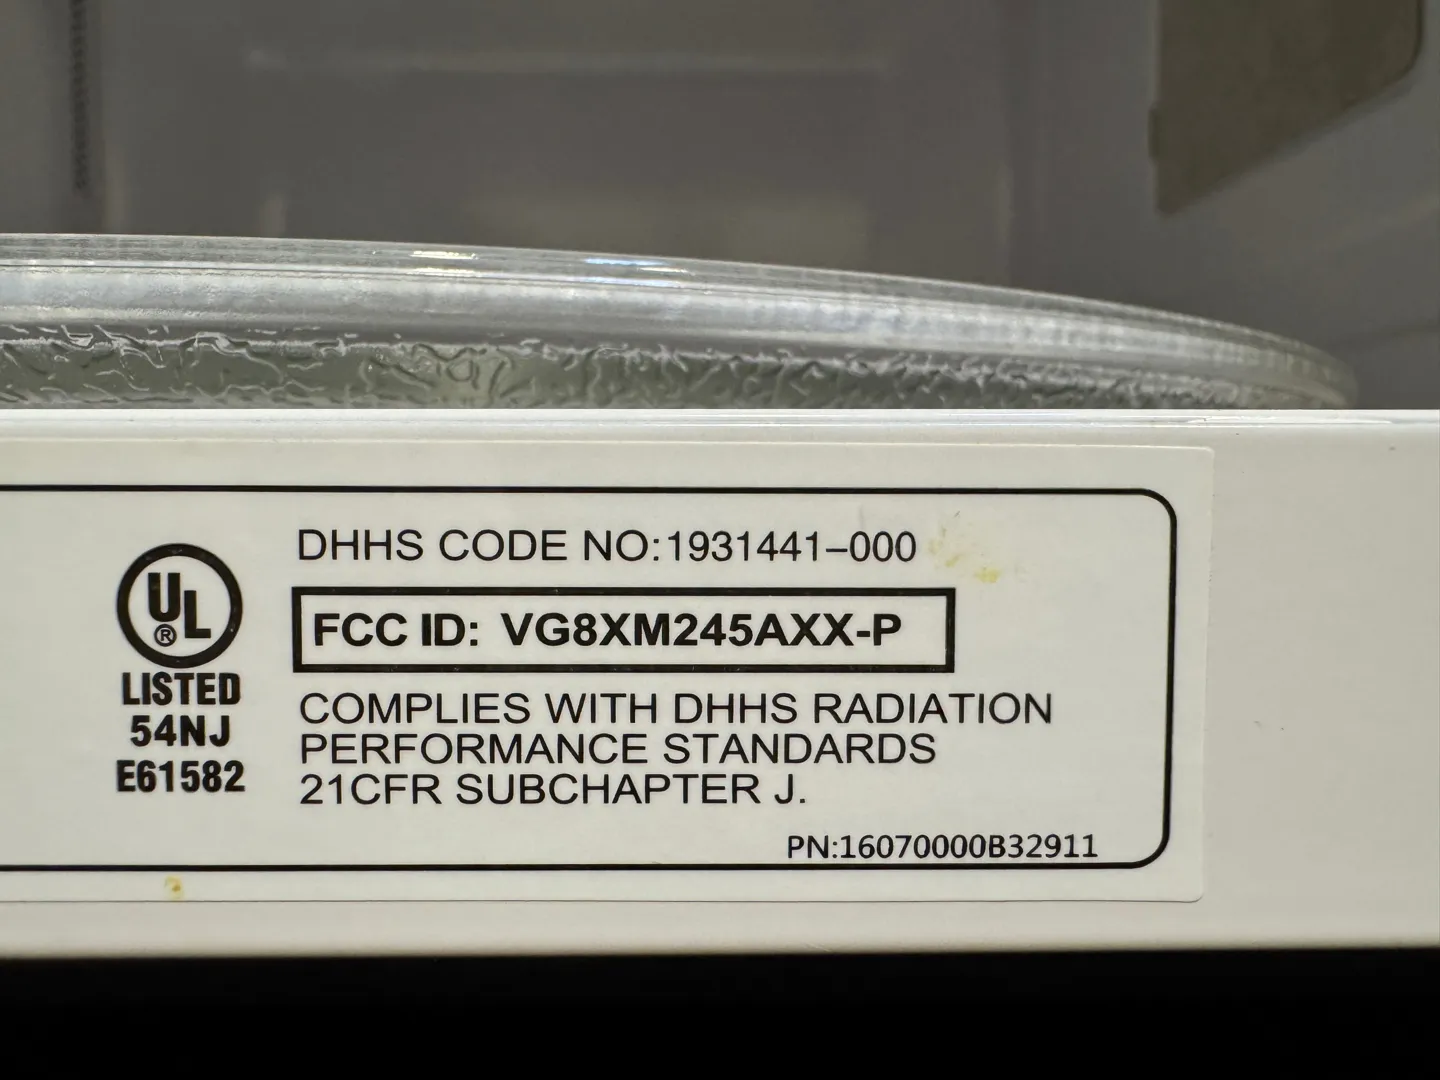 UL
®
LISTED
54NJ
E61582
DHHS CODE NO:1931441-000
FCC ID: VG8XM245AXX-P
COMPLIES WITH DHHS RADIATION
PERFORMANCE STANDARDS
21CFR SUBCHAPTER J.
PN:16070000B32911